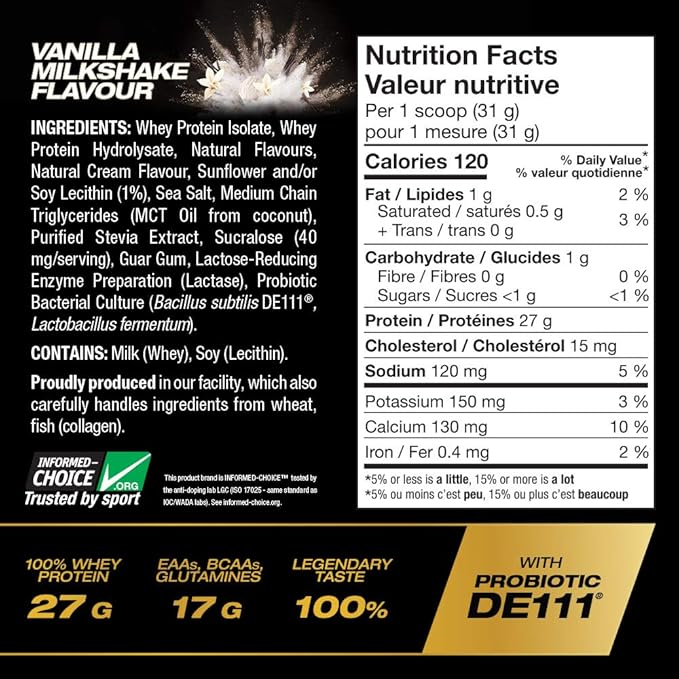 VANILLA
MILKSHAKE
FLAVOUR
INGREDIENTS: Whey Protein Isolate, Whey
Protein Hydrolysate, Natural Flavours,
Natural Cream Flavour, Sunflower and/or
Soy Lecithin (1%), Sea Salt, Medium Chain
Triglycerides (MCT Oil from coconut),
Purified Stevia Extract, Sucralose (40
mg/serving), Guar Gum, Lactose-Reducing
Enzyme Preparation (Lactase), Probiotic
Bacterial Culture (Bacillus subtilis DE111®,
Lactobacillus fermentum).
CONTAINS: Milk (Whey), Soy (Lecithin).
Proudly produced in our facility, which also
carefully handles ingredients from wheat,
fish (collagen).
INFORMED-
CHOICE
.ORG
Trusted by sport
This product brand is INFORMED-CHOICE™ tested by
the anti-doping lab LGC (ISO 17025 - same standard as
IOC/WADA labs). See informed-choice.org.
Nutrition Facts
Valeur nutritive
Per 1 scoop (31 g)
pour 1 mesure (31 g)
Calories 120 % Daily Value*
% valeur quotidienne*
Fat / Lipides 1 g 2 %
Saturated / saturés 0.5 g
+ Trans / trans 0 g 3 %
Carbohydrate / Glucides 1 g
Fibre / Fibres 0 g 0 %
Sugars / Sucres <1 g <1 %
Protein / Protéines 27 g
Cholesterol / Cholestérol 15 mg
Sodium 120 mg 5 %
Potassium 150 mg 3 %
Calcium 130 mg 10 %
Iron / Fer 0.4 mg 2 %
*5% or less is a little, 15% or more is a lot
*5% ou moins c'est peu, 15% ou plus c'est beaucoup
100% WHEY
PROTEIN
27 G
EAAs, BCAAs,
GLUTAMINES
17 G
LEGENDARY
TASTE
100%
WITH
PROBIOTIC
DE111®